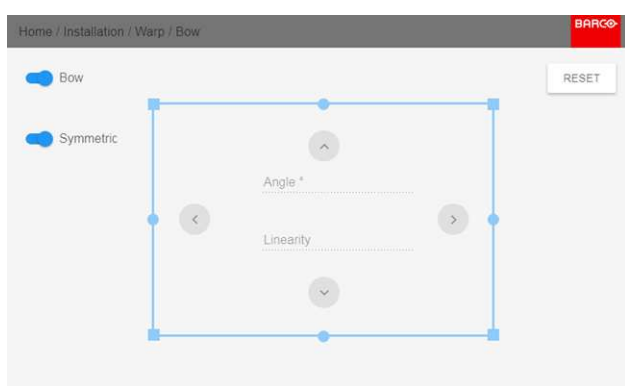 Home / Installation / Warp / Bow
BARCO
Bow
RESET
Symmetric
Angle *
Linearity